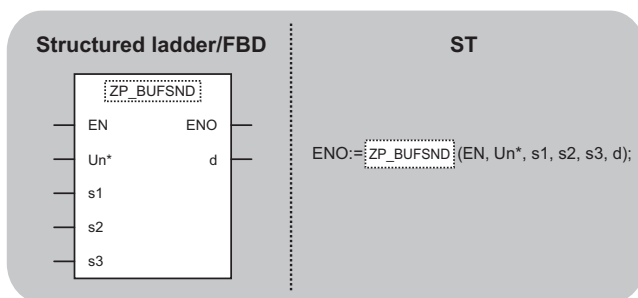 Structured ladder/FBD
ZP_BUFSND
EN ENO
Un* d
s1
s2
s3
ST
ENO:= ZP_BUFSND (EN, Un*, s1, s2, s3, d);